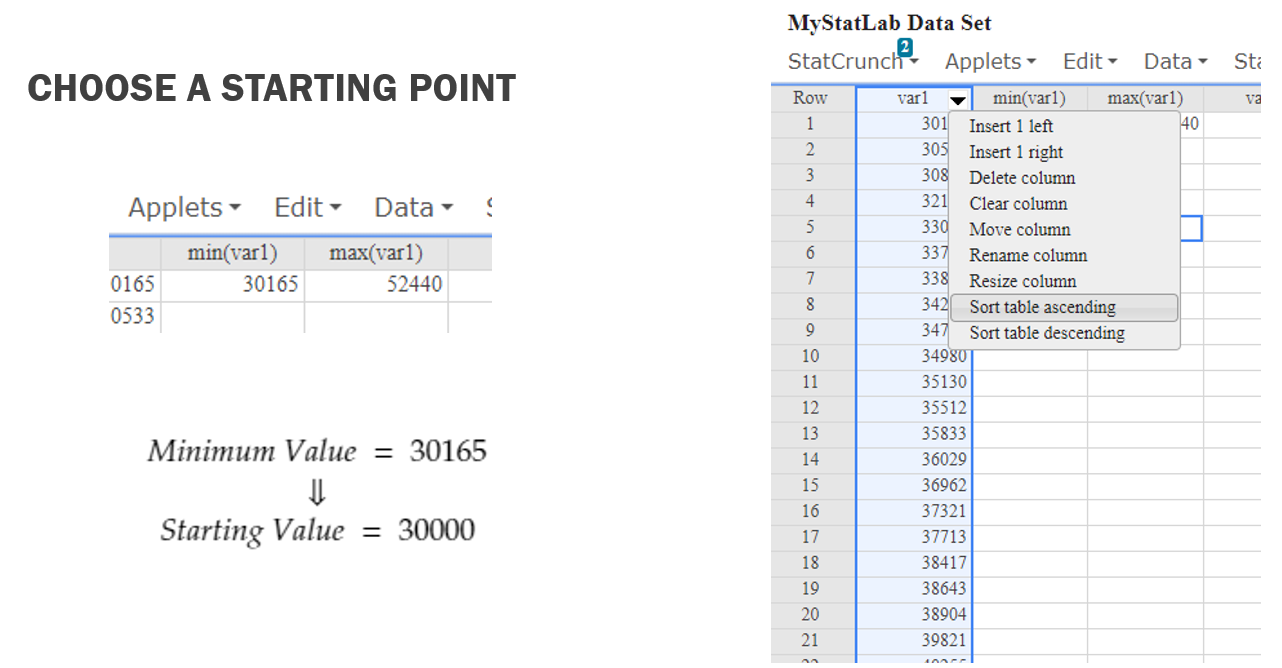 CHOOSE A STARTING POINT
Applets Edit Data
min(var1) max(var1)
0165 30165 52440
0533
Minimum Value = 30165
⇓
Starting Value = 30000
MyStatLab Data Set
2
StatCrunch Applets Edit Data
Row var1 min(var1) max(var1)
1 301 40
2 305
3 308
4 321
5 330
6 337
7 338
8 342
9 347
10 34980
11 35130
12 35512
13 35833
14 36029
15 36962
16 37321
17 37713
18 38417
19 38643
20 38904
21 39821
Insert 1 left
Insert 1 right
Delete column
Clear column
Move column
Rename column
Resize column
Sort table ascending
Sort table descending